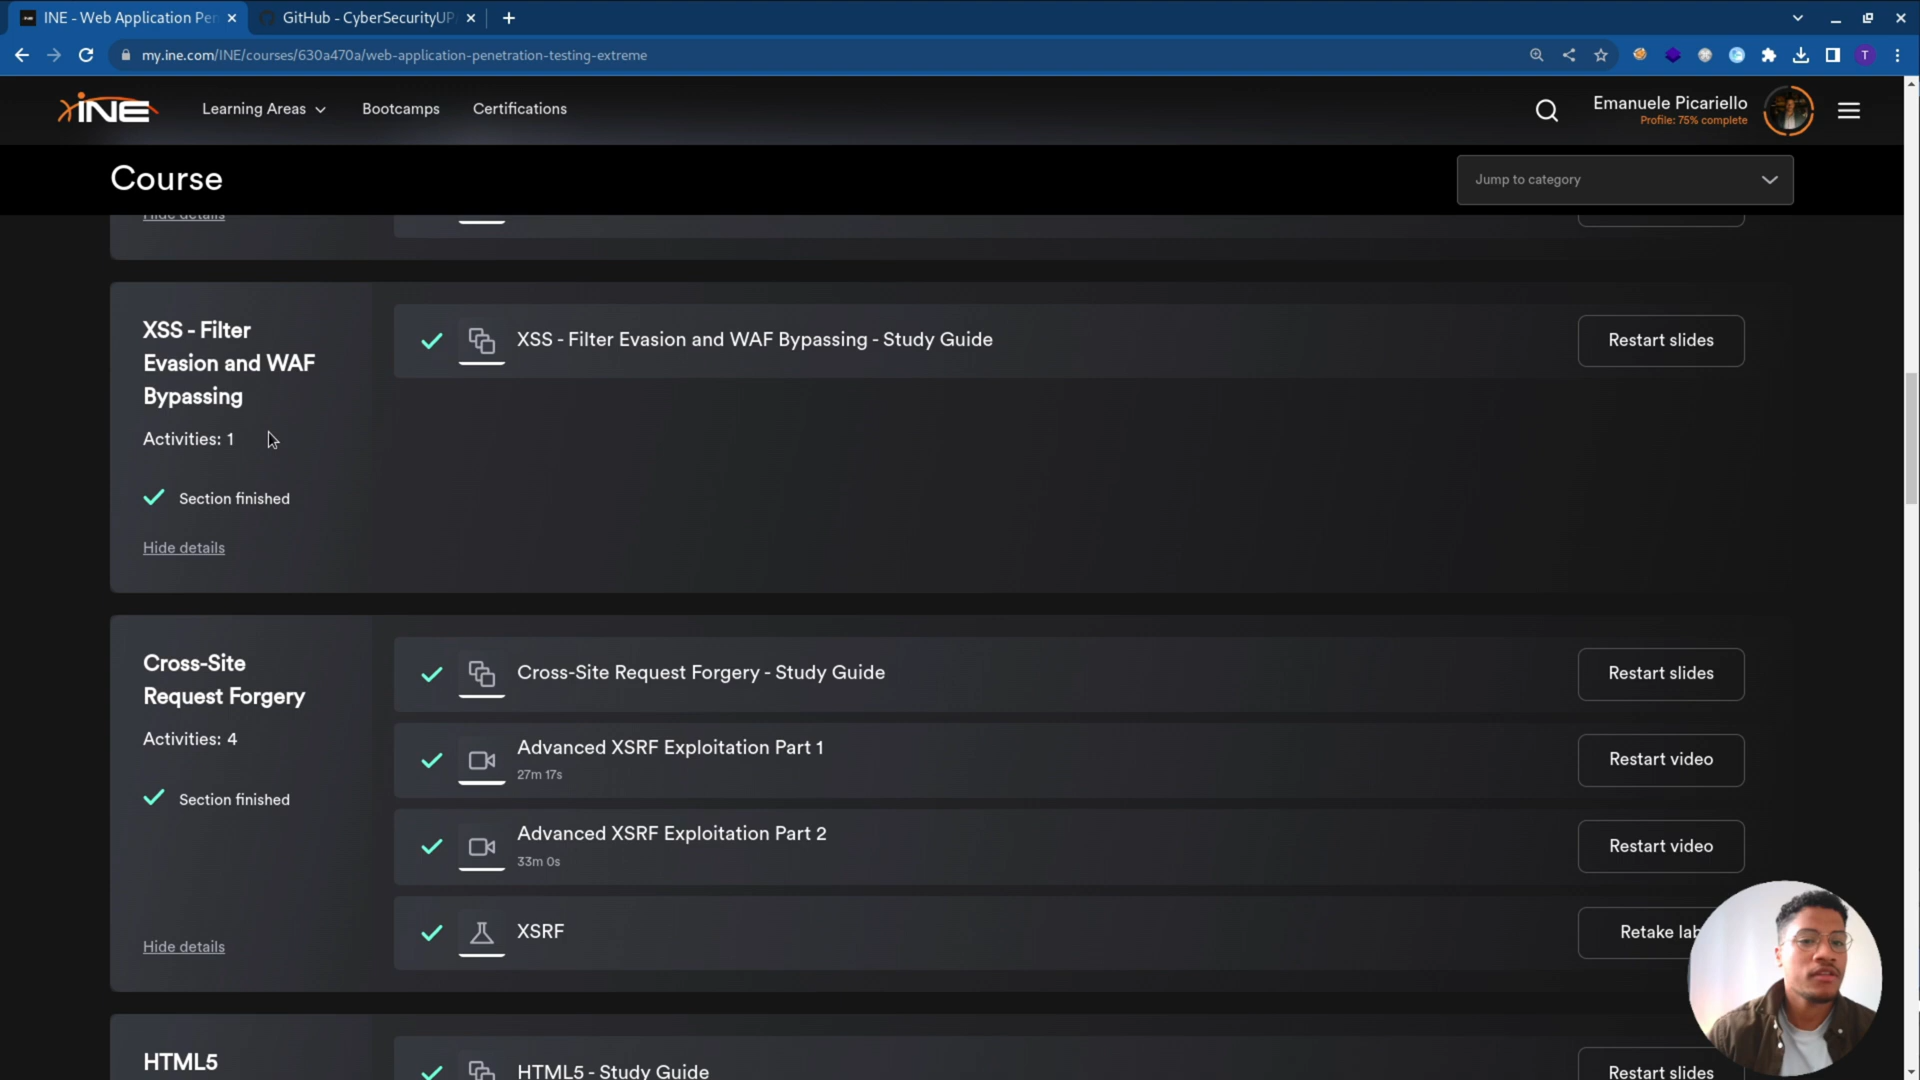 INE - Web Application Pen
GitHub - CyberSecurityUP
my.ine.com/INE/courses/630a470a/web-application-penetration-testing-extreme
T
INE
Learning Areas
Bootcamps
Certifications
Emanuele Picariello
Profile: 75% complete
Course
Jump to category
Hide details
XSS - Filter
Evasion and WAF
Bypassing
Activities: 1
Section finished
Hide details
XSS - Filter Evasion and WAF Bypassing - Study Guide
Restart slides
Cross-Site
Request Forgery
Activities: 4
Section finished
Hide details
Cross-Site Request Forgery - Study Guide
Restart slides
Advanced XSRF Exploitation Part 1
27m 17s
Restart video
Advanced XSRF Exploitation Part 2
33m 0s
Restart video
XSRF
Retake lab
HTML5
HTML5 - Study Guide
Restart slides